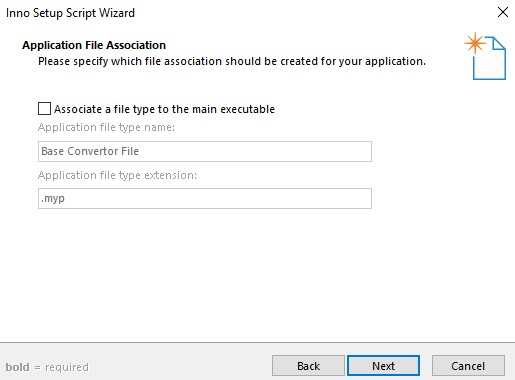 Inno Setup Script Wizard
Application File Association
Please specify which file association should be created for your application.
Associate a file type to the main executable
Application file type name:
Base Convertor File
Application file type extension:
.myp
bold = required
Back
Next
Cancel